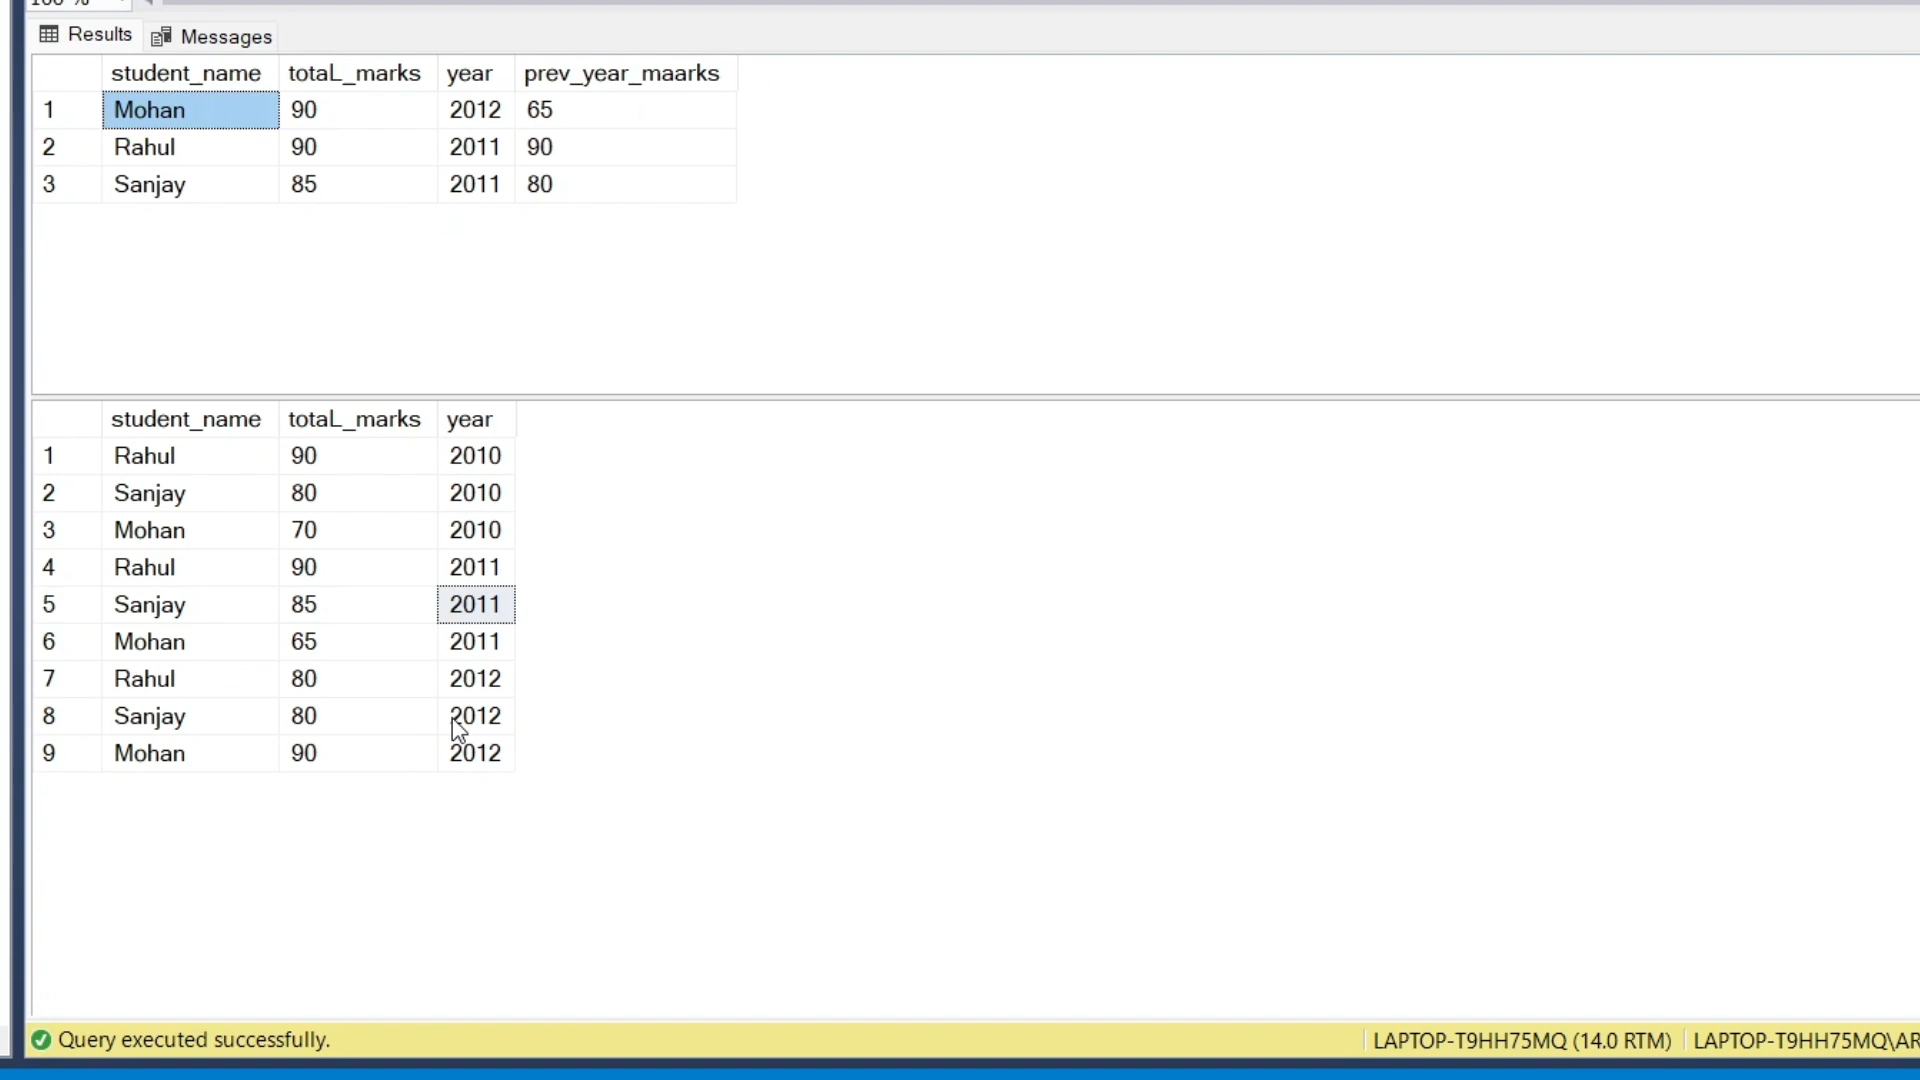 Results Messages
student_name totaL_marks year prev_year_maarks
1 Mohan 90 2012 65
2 Rahul 90 2011 90
3 Sanjay 85 2011 80
student_name totaL_marks year
1 Rahul 90 2010
2 Sanjay 80 2010
3 Mohan 70 2010
4 Rahul 90 2011
5 Sanjay 85 2011
6 Mohan 65 2011
7 Rahul 80 2012
8 Sanjay 80 2012
9 Mohan 90 2012
Query executed successfully. LAPTOP-T9HH75MQ (14.0 RTM) LAPTOP-T9HH75MQ\AR